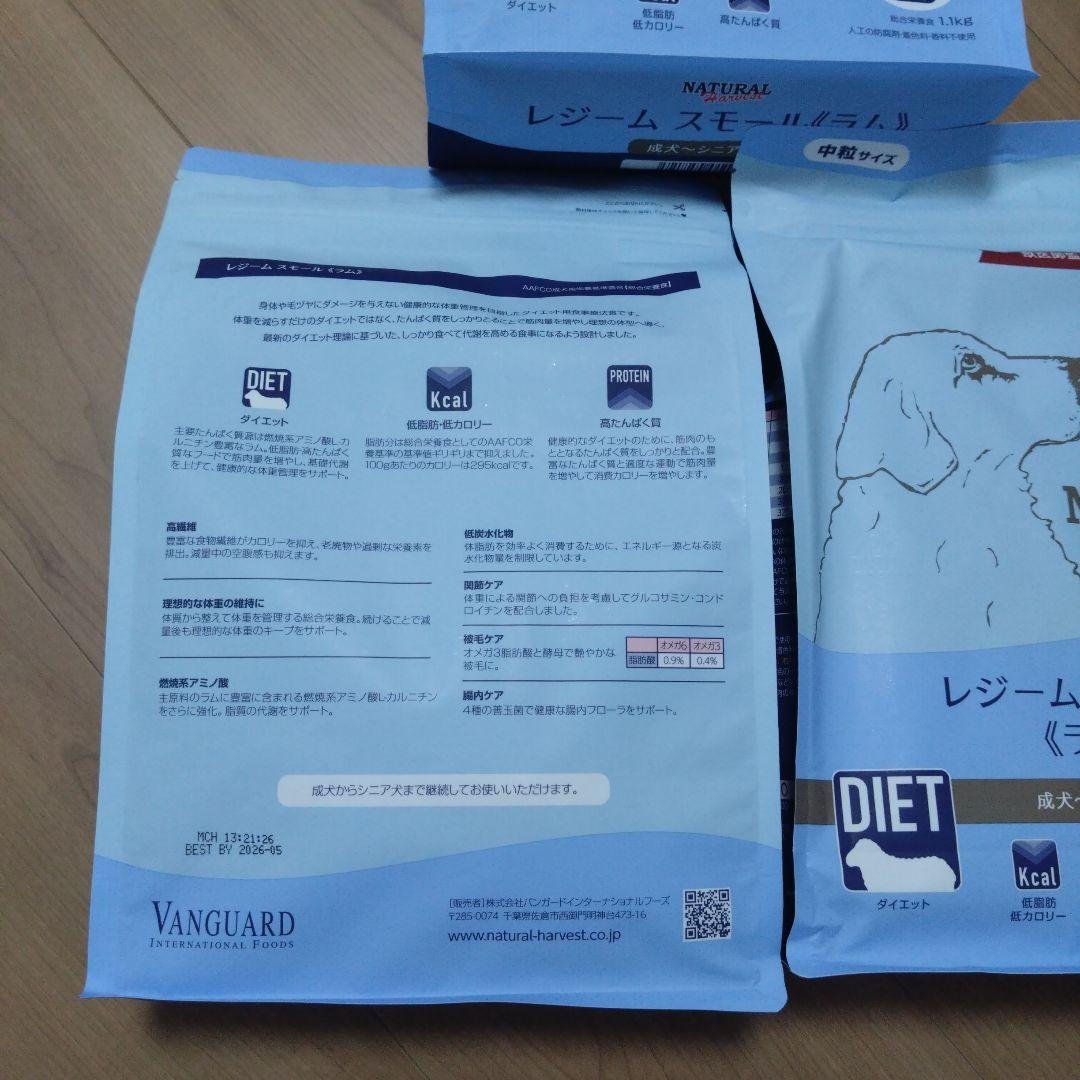 ダイエット
低脂肪
低カロリー
高たんぱく質
総合栄養食 1.1kg
人工の防腐剤・着色料・香料不使用
NATURAL
Harvest
レジーム スモール《ラム》
成犬～シニア
中粒サイズ
レジーム スモール《ラム》
AAFCO成犬用栄養基準適合【総合栄養食】
身体や毛ヅヤにダメージを与えない健康的な体重管理を目指したダイエット用食事療法食です。
体重を減らすだけのダイエットではなく、たんぱく質をしっかりとることで筋肉量を増やし理想の体型へ導く、
最新のダイエット理論に基づいた、しっかり食べて代謝を高める食事になるよう設計しました。
DIET
ダイエット
主要たんぱく質源は燃焼系アミノ酸L-カ
ルニチン豊富なラム。低脂肪・高たんぱく
質なフードで筋肉量を増やし、基礎代謝
を上げて、健康的な体重管理をサポート。
Kcal
低脂肪・低カロリー
脂肪分は総合栄養食としてのAAFCO栄
養基準の基準値ギリギリまで抑えました。
100gあたりのカロリーは295kcalです。
PROTEIN
高たんぱく質
健康的なダイエットのために、筋肉のも
ととなるたんぱく質をしっかりと配合。豊
富なたんぱく質と適度な運動で筋肉量
を増やして消費カロリーを増やします。
高繊維
豊富な食物繊維がカロリーを抑え、老廃物や過剰な栄養素を
排出。減量中の空腹感も抑えます。
理想的な体重の維持に
体質から整えて体重を管理する総合栄養食。続けることで減
量後も理想的な体重のキープをサポート。
燃焼系アミノ酸
主原料のラムに豊富に含まれる燃焼系アミノ酸L-カルニチン
をさらに強化。脂質の代謝をサポート。
低炭水化物
体脂肪を効率よく消費するために、エネルギー源となる炭
水化物量を制限しています。
関節ケア
体重による関節への負担を考慮してグルコサミン・コンド
ロイチンを配合しました。
被毛ケア
オメガ3脂肪酸と酵母で艶やかな
被毛に。
オメガ6 オメガ3
脂肪酸 0.9% 0.4%
腸内ケア
4種の善玉菌で健康な腸内フローラをサポート。
成犬からシニア犬まで継続してお使いいただけます。
MCH 13:21:26
BEST BY 2026-05
VANGUARD
INTERNATIONAL FOODS
［販売者］株式会社バンガードインターナショナルフーズ
〒285-0074 千葉県佐倉市西御門明神台473-16
www.natural-harvest.co.jp
レジーム
《ラ
DIET
ダイエット
成犬～
Kcal
低脂肪
低カロリー